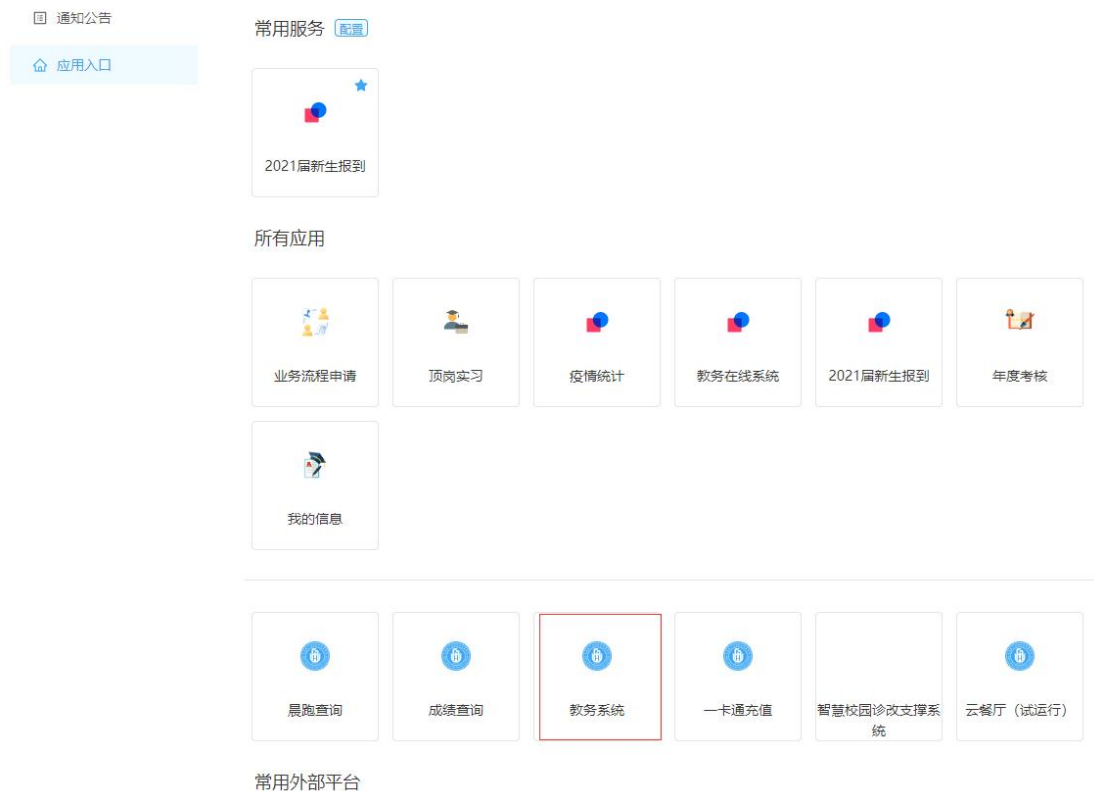 通知公告
应用入口
常用服务 配置
2021届新生报到
所有应用
业务流程申请
顶岗实习
疫情统计
教务在线系统
2021届新生报到
年度考核
我的信息
晨跑查询
成绩查询
教务系统
一卡通充值
智慧校园诊改支撑系
统
云餐厅（试运行）
常用外部平台